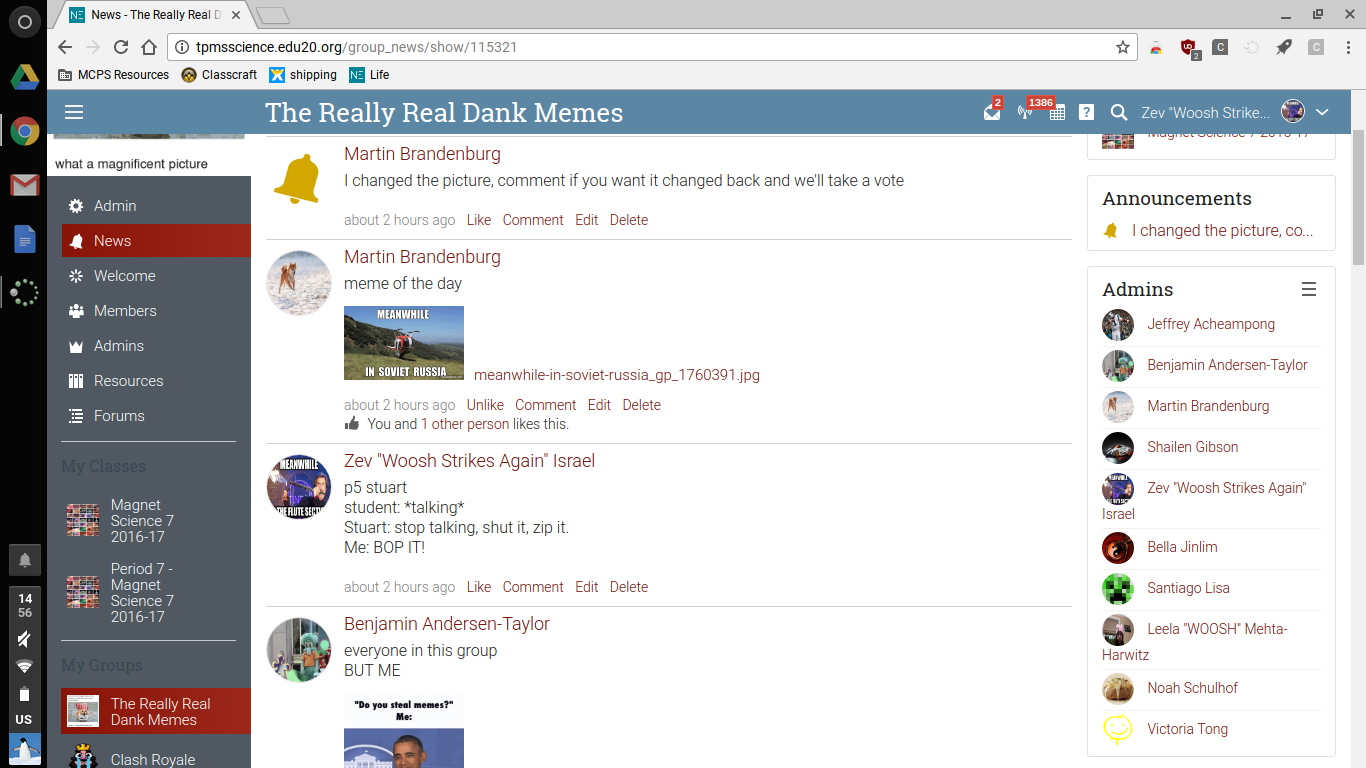 News - The Really Real D
tpmsscience.edu20.org/group_news/show/115321
MCPS Resources
Classcraft
shipping
Life
The Really Real Dank Memes
2
1386
Zev "Woosh Strike...
what a magnificent picture
Admin
News
Welcome
Members
Admins
Resources
Forums
My Classes
Magnet
Science 7
2016-17
Period 7 -
Magnet
Science 7
2016-17
My Groups
The Really Real
Dank Memes
Clash Royale
14
56
US
Martin Brandenburg
I changed the picture, comment if you want it changed back and we'll take a vote
about 2 hours ago Like Comment Edit Delete
Martin Brandenburg
meme of the day
MEANWHILE
IN SOVIET RUSSIA
meanwhile-in-soviet-russia_gp_1760391.jpg
about 2 hours ago Unlike Comment Edit Delete
You and 1 other person likes this.
Zev "Woosh Strikes Again" Israel
MEANWHILE
p5 stuart
student: *talking*
Stuart: stop talking, shut it, zip it.
Me: BOP IT!
about 2 hours ago Like Comment Edit Delete
Benjamin Andersen-Taylor
everyone in this group
BUT ME
"Do you steal memes?"
Me:
Magnet Science 7 2016-17
Announcements
I changed the picture, co...
Admins
Jeffrey Acheampong
Benjamin Andersen-Taylor
Martin Brandenburg
Shailen Gibson
Zev "Woosh Strikes Again"
Israel
Bella Jinlim
Santiago Lisa
Leela "WOOSH" Mehta-
Harwitz
Noah Schulhof
Victoria Tong